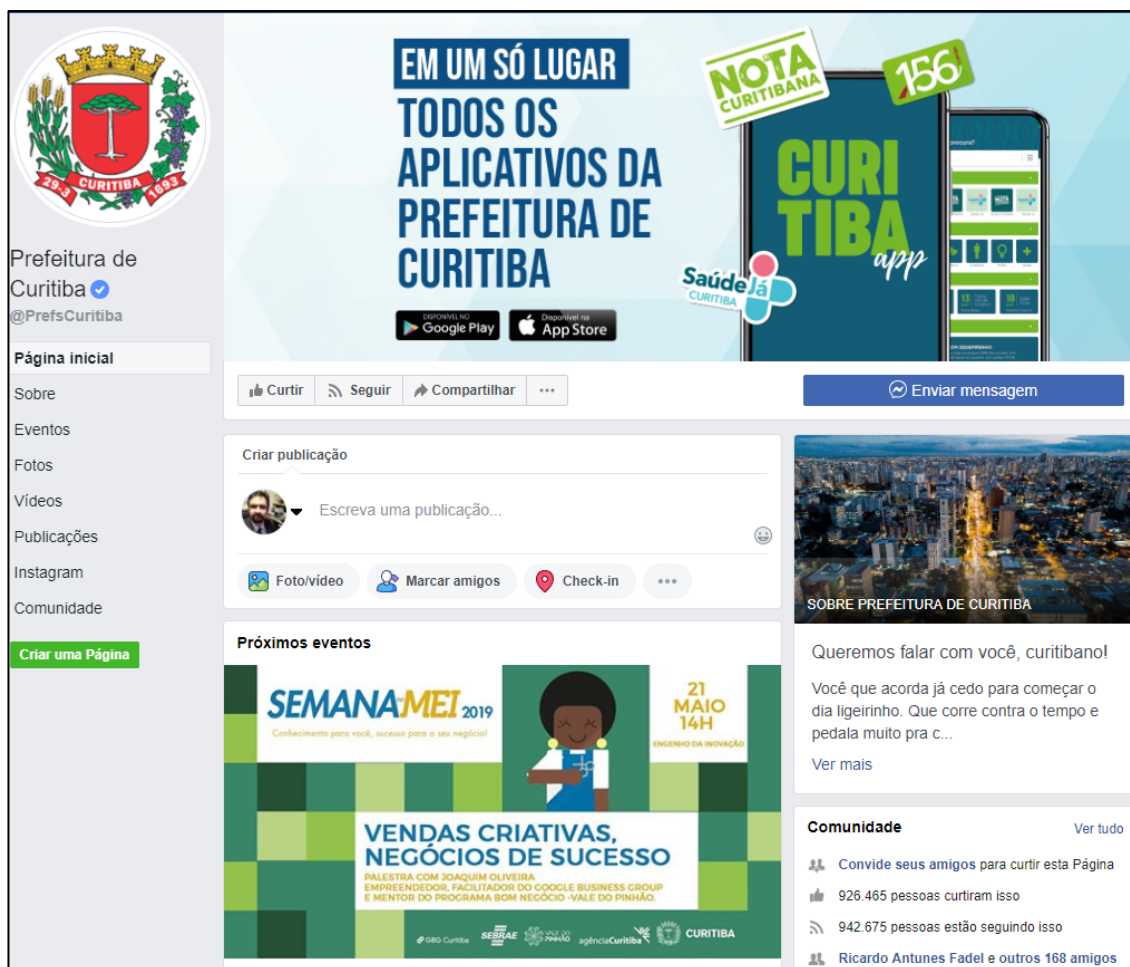 29-3 CURITIBA 1693
Prefeitura de
Curitiba
@PrefsCuritiba
Página inicial
Sobre
Eventos
Fotos
Vídeos
Publicações
Instagram
Comunidade
Criar uma Página
EM UM SÓ LUGAR
TODOS OS
APLICATIVOS DA
PREFEITURA DE
CURITIBA
DISPONÍVEL NO
Google Play
Disponível na
App Store
NOTA
CURITIBANA
156
CURI
TIBA
app
Saúde Já
CURITIBA
procura?
Curtir
Seguir
Compartilhar
Enviar mensagem
Criar publicação
Escreva uma publicação...
Foto/vídeo
Marcar amigos
Check-in
Próximos eventos
SEMANA DO MEI 2019
Conhecimento para você, sucesso para o seu negócio!
21
MAIO
14H
ENGENHO DA INOVAÇÃO
VENDAS CRIATIVAS,
NEGÓCIOS DE SUCESSO
PALESTRA COM JOAQUIM OLIVEIRA
EMPREENDEDOR, FACILITADOR DO GOOGLE BUSINESS GROUP
E MENTOR DO PROGRAMA BOM NEGÓCIO -VALE DO PINHÃO.
GBG Curitiba
SEBRAE
VALE DO
PINHÃO
agênciaCuritiba
CURITIBA
SOBRE PREFEITURA DE CURITIBA
Queremos falar com você, curitibano!
Você que acorda já cedo para começar o
dia ligeirinho. Que corre contra o tempo e
pedala muito pra c...
Ver mais
Comunidade
Ver tudo
Convide seus amigos para curtir esta Página
926.465 pessoas curtiram isso
942.675 pessoas estão seguindo isso
Ricardo Antunes Fadel e outros 168 amigos